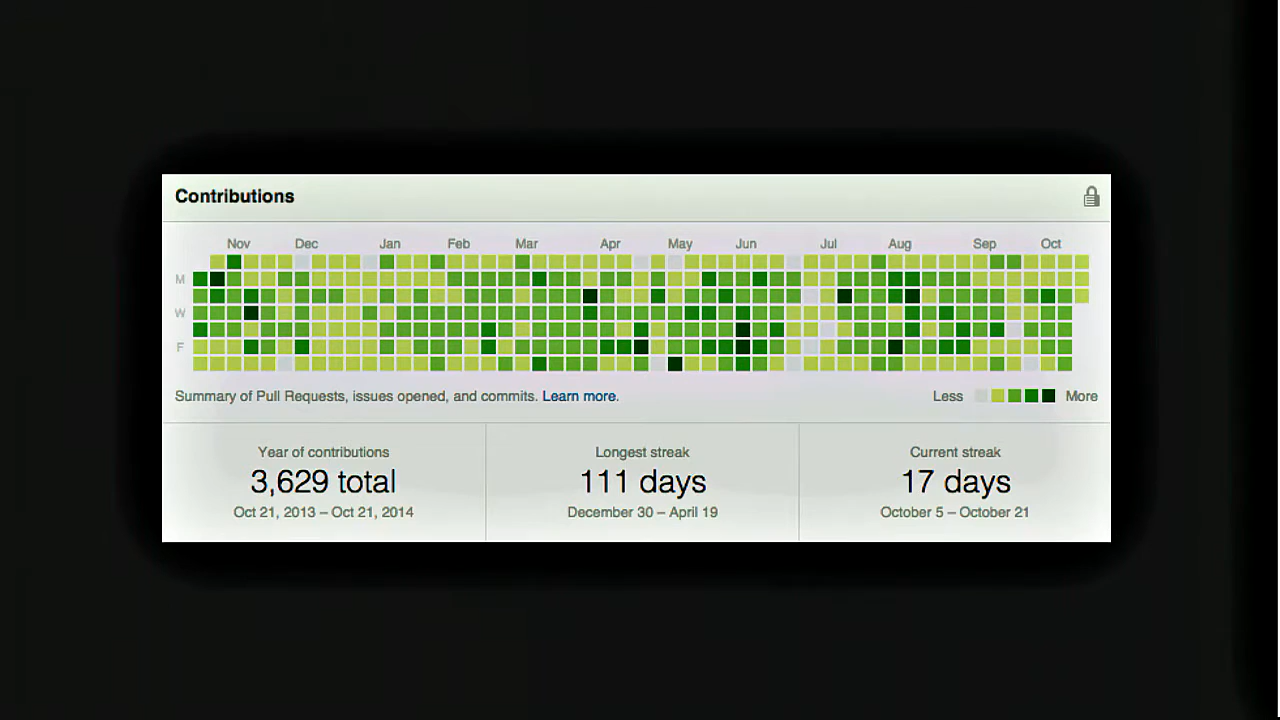 Contributions
Nov Dec Jan Feb Mar Apr May Jun Jul Aug Sep Oct
M
W
F
Summary of Pull Requests, issues opened, and commits. Learn more. Less More
Year of contributions Longest streak Current streak
3,629 total 111 days 17 days
Oct 21, 2013 – Oct 21, 2014 December 30 – April 19 October 5 – October 21